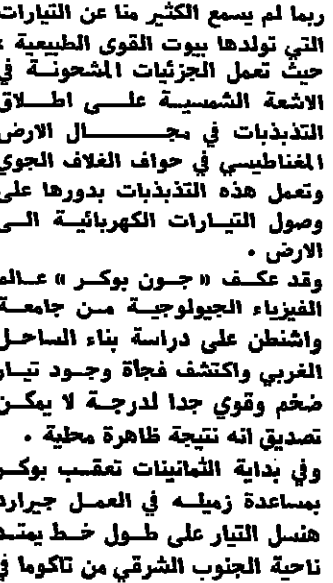 ربما لم يسمع الكثير منا عن التيارات
التي تولدها بيوت القوى الطبيعية ،
حيث تعمل الجزئيات المشحونة في
الاشعة الشمسية على اطلاق
التذبذبات في مجال الارض
المغناطيسي في حواف الغلاف الجوي
وتعمل هذه التذبذبات بدورها على
وصول التيارات الكهربائية الى
الارض .
وقد عكف « جون بوكر » عالم
الفيزياء الجيولوجية من جامعة
واشنطن على دراسة بناء الساحل
الغربي واكتشف فجأة وجود تيار
ضخم وقوي جدا لدرجة لا يمكن
تصديق انه نتيجة ظاهرة محلية .
وفي بداية الثمانينات تعقب بوكر
بمساعدة زميله في العمل جيرارد
هنسل التيار على طول خط يمتد
ناحية الجنوب الشرقي من تاكوما في